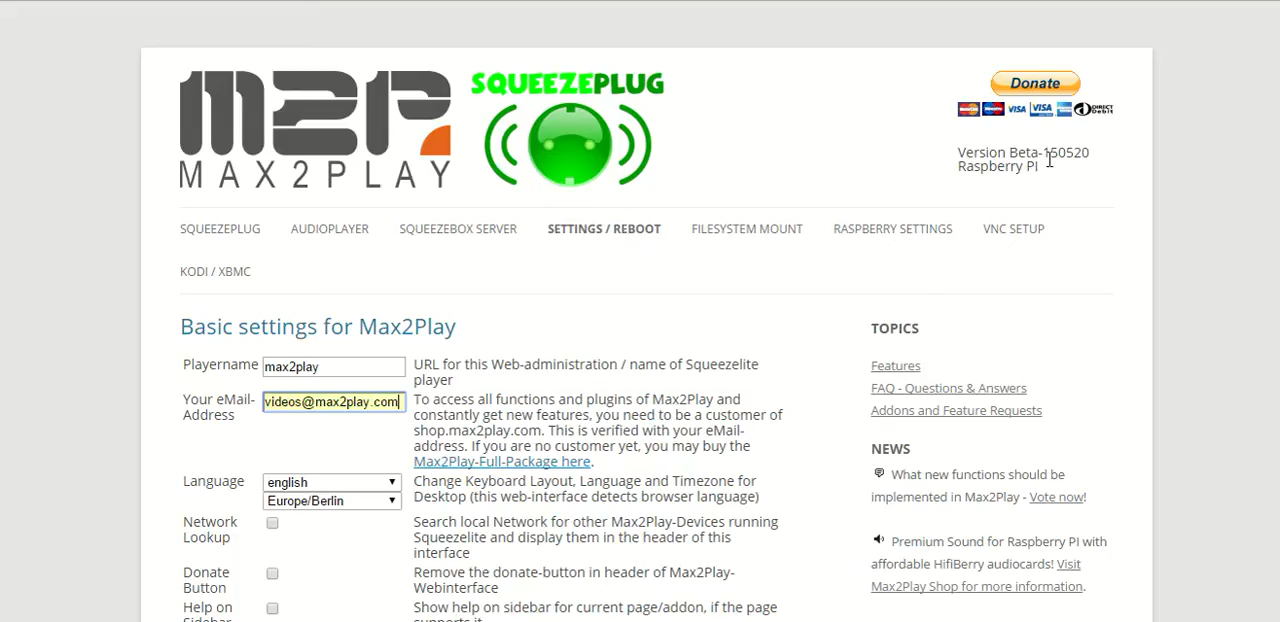 M2P
MAX2PLAY
SQUEEZEPLUG
Donate
VISA VISA DIRECT Debit
Version Beta-150520
Raspberry PI
SQUEEZEPLUG AUDIOPLAYER SQUEEZEBOX SERVER SETTINGS / REBOOT FILESYSTEM MOUNT RASPBERRY SETTINGS VNC SETUP
KODI / XBMC
Basic settings for Max2Play
Playername max2play URL for this Web-administration / name of Squeezelite
player
Your eMail- videos@max2play.com To access all functions and plugins of Max2Play and
Address constantly get new features, you need to be a customer of
shop.max2play.com. This is verified with your eMail-
address. If you are no customer yet, you may buy the
Max2Play-Full-Package here.
Language english Change Keyboard Layout, Language and Timezone for
Europe/Berlin Desktop (this web-interface detects browser language)
Network Search local Network for other Max2Play-Devices running
Lookup Squeezelite and display them in the header of this
interface
Donate Remove the donate-button in header of Max2Play-
Button Webinterface
Help on Show help on sidebar for current page/addon, if the page
Sidebar supports it
TOPICS
Features
FAQ - Questions & Answers
Addons and Feature Requests
NEWS
What new functions should be
implemented in Max2Play - Vote now!
Premium Sound for Raspberry PI with
affordable HifiBerry audiocards! Visit
Max2Play Shop for more information.